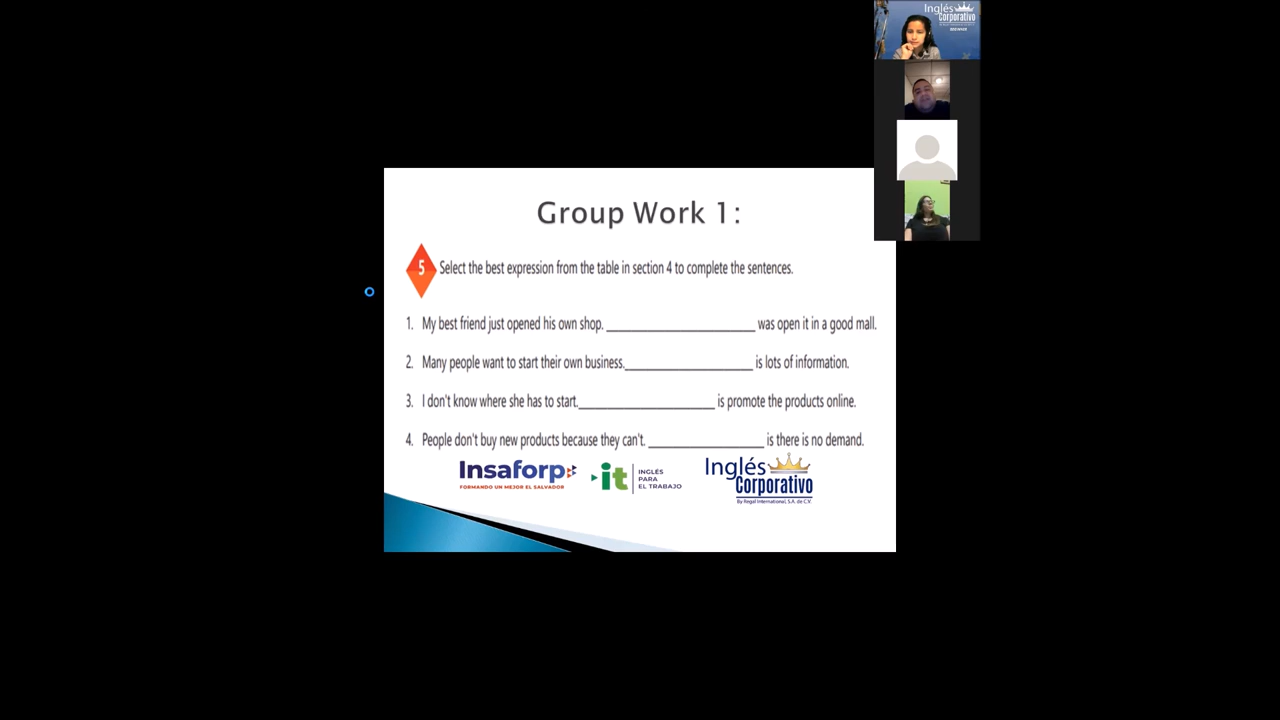 Inglés
Corporativo
Group Work 1:
5 Select the best expression from the table in section 4 to complete the sentences.
1. My best friend just opened his own shop. ____________________ was open it in a good mall.
2. Many people want to start their own business.____________________ is lots of information.
3. I don't know where she has to start.____________________ is promote the products online.
4. People don't buy new products because they can't. ____________________ is there is no demand.
Insaforp
FORMANDO UN MEJOR EL SALVADOR
it
INGLÉS
PARA
EL TRABAJO
Inglés
Corporativo
By Regal International, S.A. de C.V.